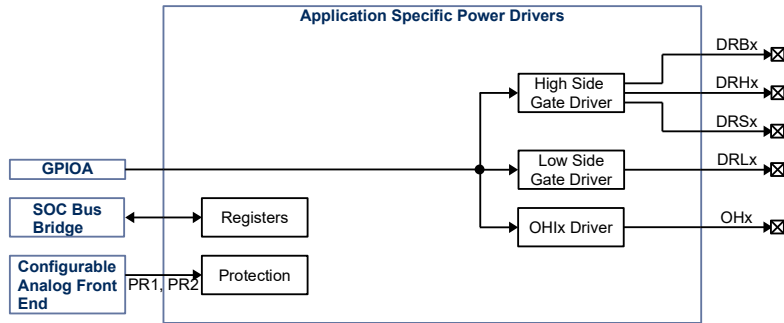 Application Specific Power Drivers
DRBx
High Side
Gate Driver
DRHx
DRSx
GPIOA
Low Side
Gate Driver
DRLx
SOC Bus
Bridge
Registers
OHIx Driver
OHx
Configurable
Analog Front
End
PR1, PR2
Protection